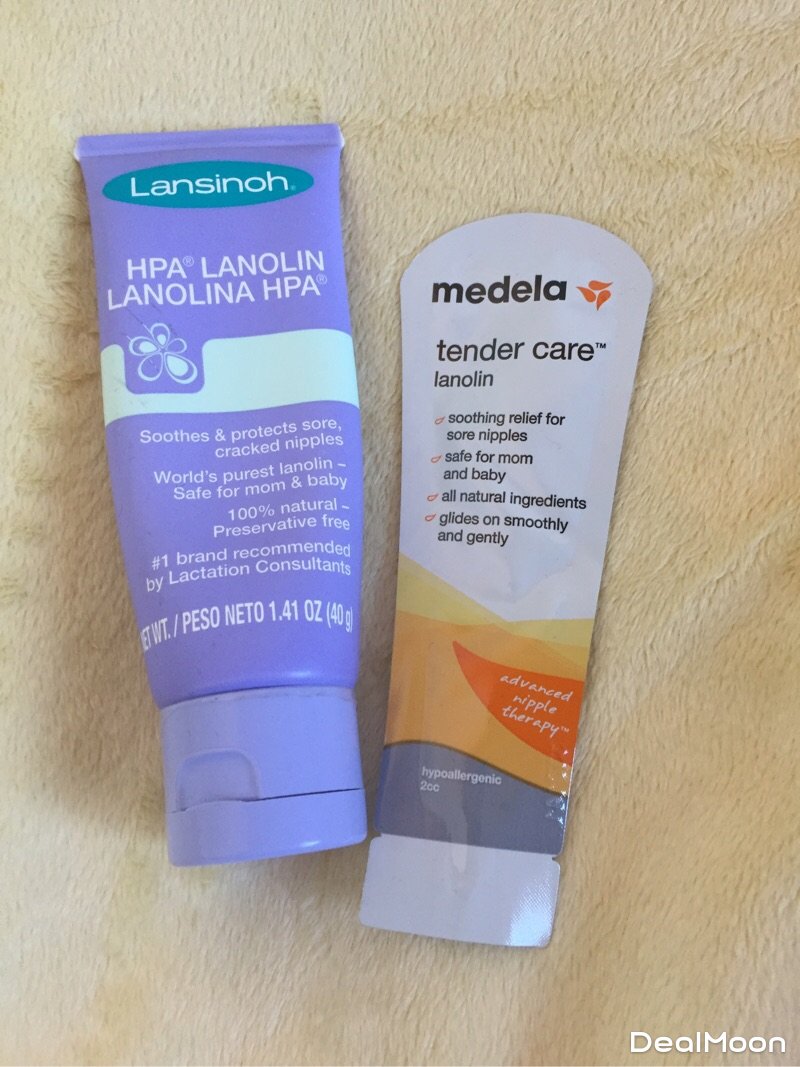 Lansinoh®
HPA® LANOLIN
LANOLINA HPA®
Soothes & protects sore,
cracked nipples
World's purest lanolin –
Safe for mom & baby
100% natural –
Preservative free
#1 brand recommended
by Lactation Consultants
NET WT. / PESO NETO 1.41 OZ (40 g)
medela
tender care™
lanolin
soothing relief for
sore nipples
safe for mom
and baby
all natural ingredients
glides on smoothly
and gently
advanced
nipple
therapy™
hypoallergenic
2cc
DealMoon